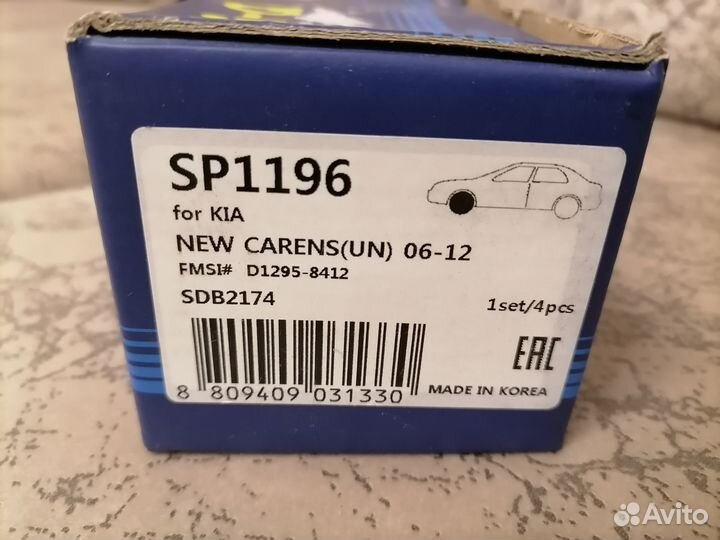 SP1196
for KIA
NEW CARENS(UN) 06-12
FMSI# D1295-8412
SDB2174
1set/4pcs
EAC
8 809409 031330
MADE IN KOREA
Avito